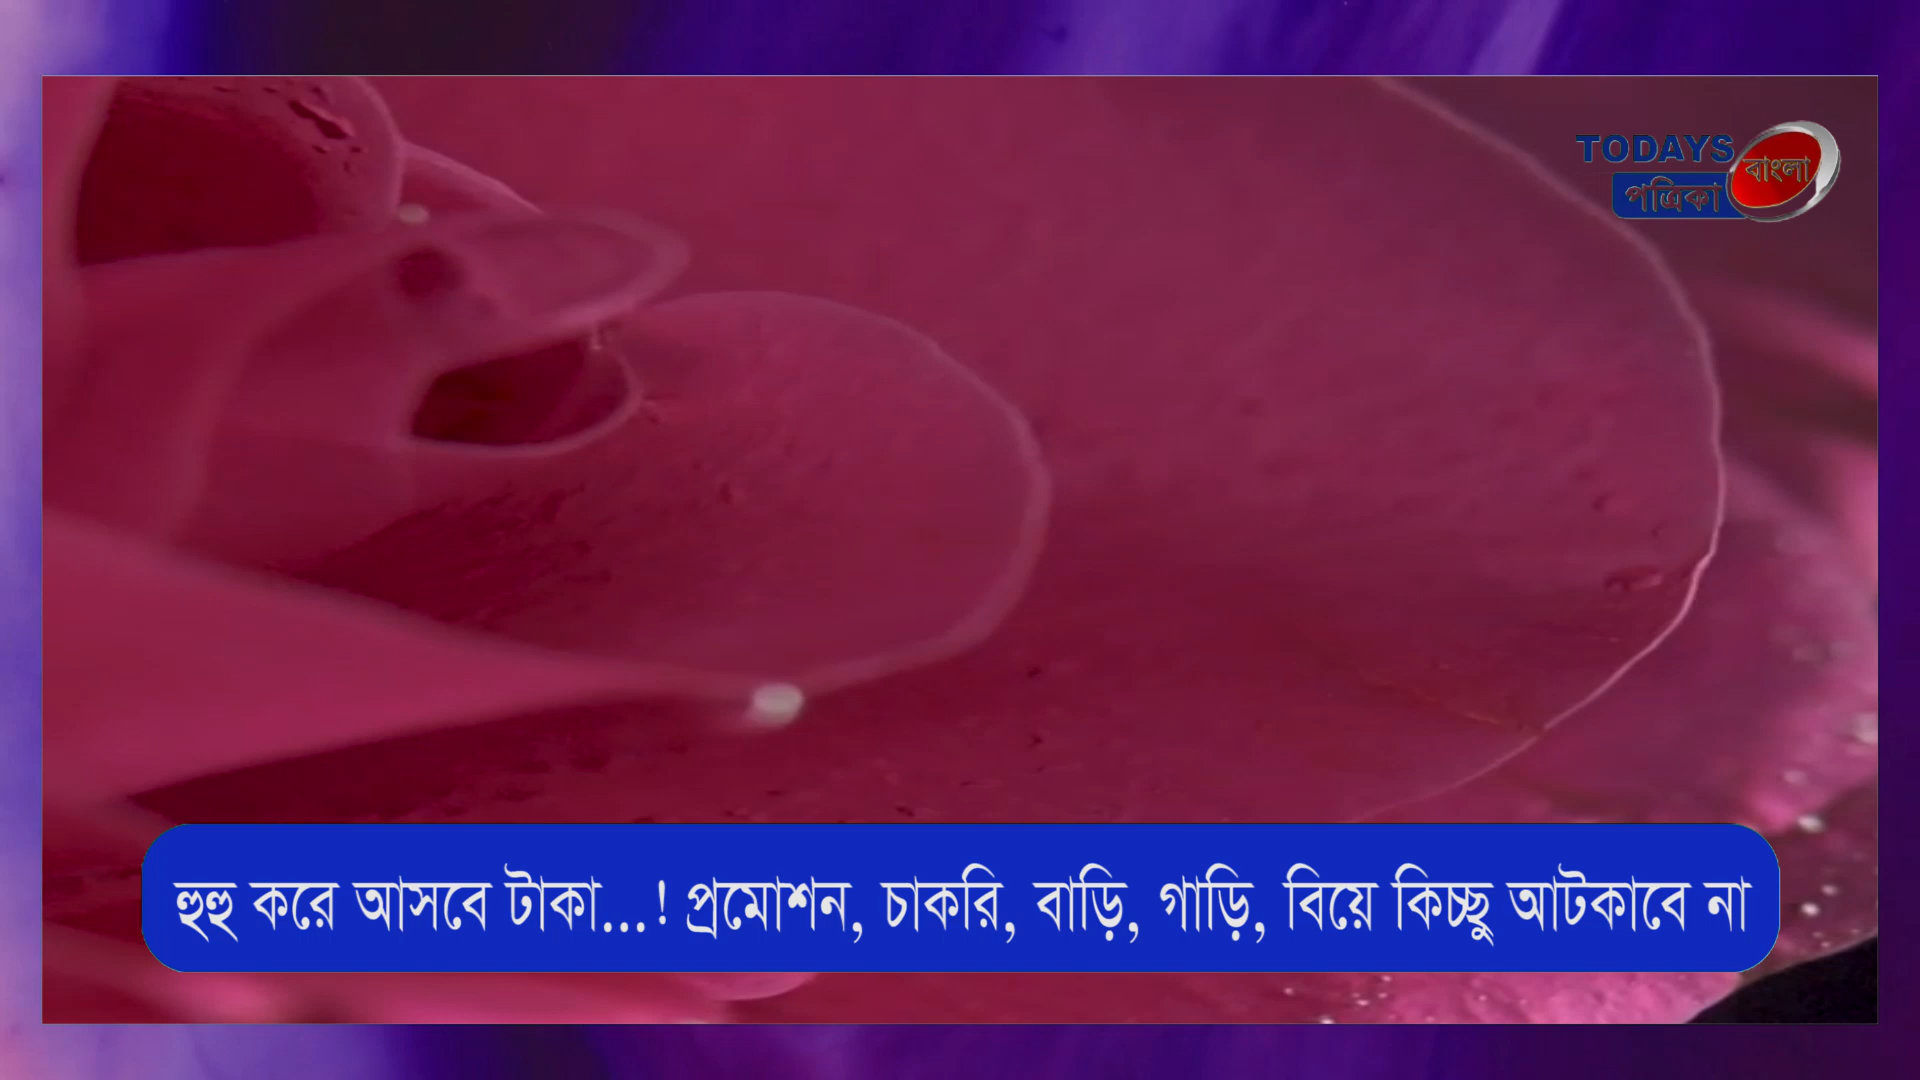 TODAYS
পত্রিকা
বাংলা
হুহু করে আসবে টাকা...! প্রমোশন, চাকরি, বাড়ি, গাড়ি, বিয়ে কিচ্ছু আটকাবে না